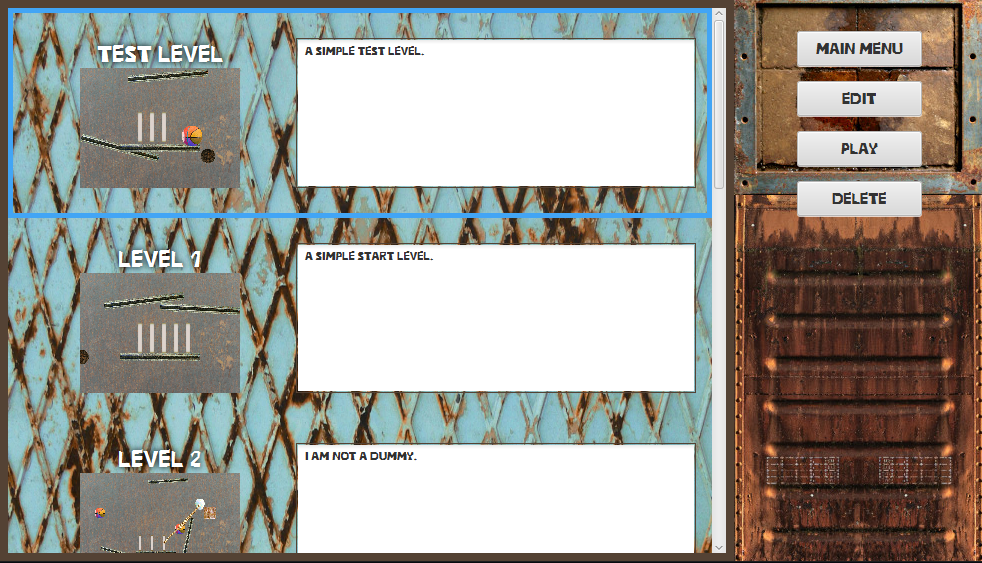 TEST LEVEL
A SIMPLE TEST LEVEL.
LEVEL 1
A SIMPLE START LEVEL.
LEVEL 2
I AM NOT A DUMMY.
MAIN MENU
EDIT
PLAY
DELETE